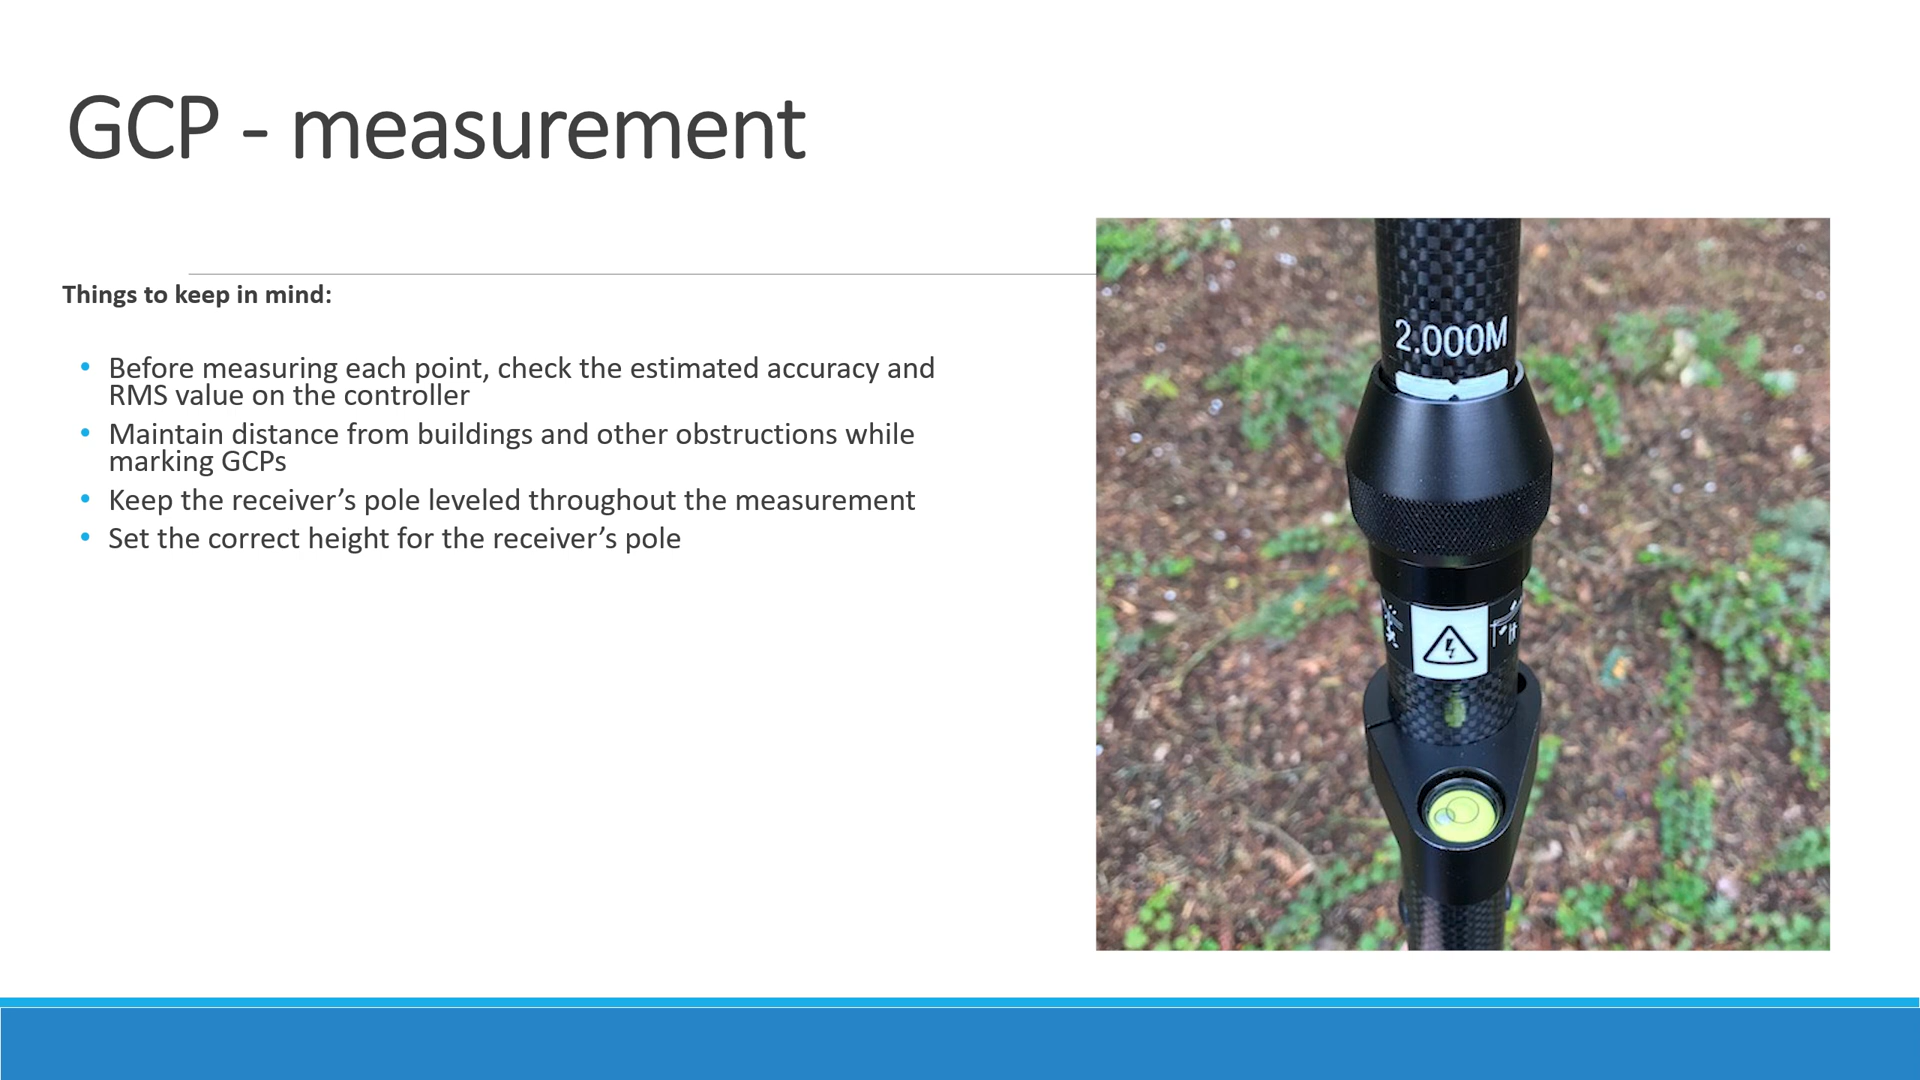 GCP - measurement
Things to keep in mind:
• Before measuring each point, check the estimated accuracy and
RMS value on the controller
• Maintain distance from buildings and other obstructions while
marking GCPs
• Keep the receiver’s pole leveled throughout the measurement
• Set the correct height for the receiver’s pole
2.000M